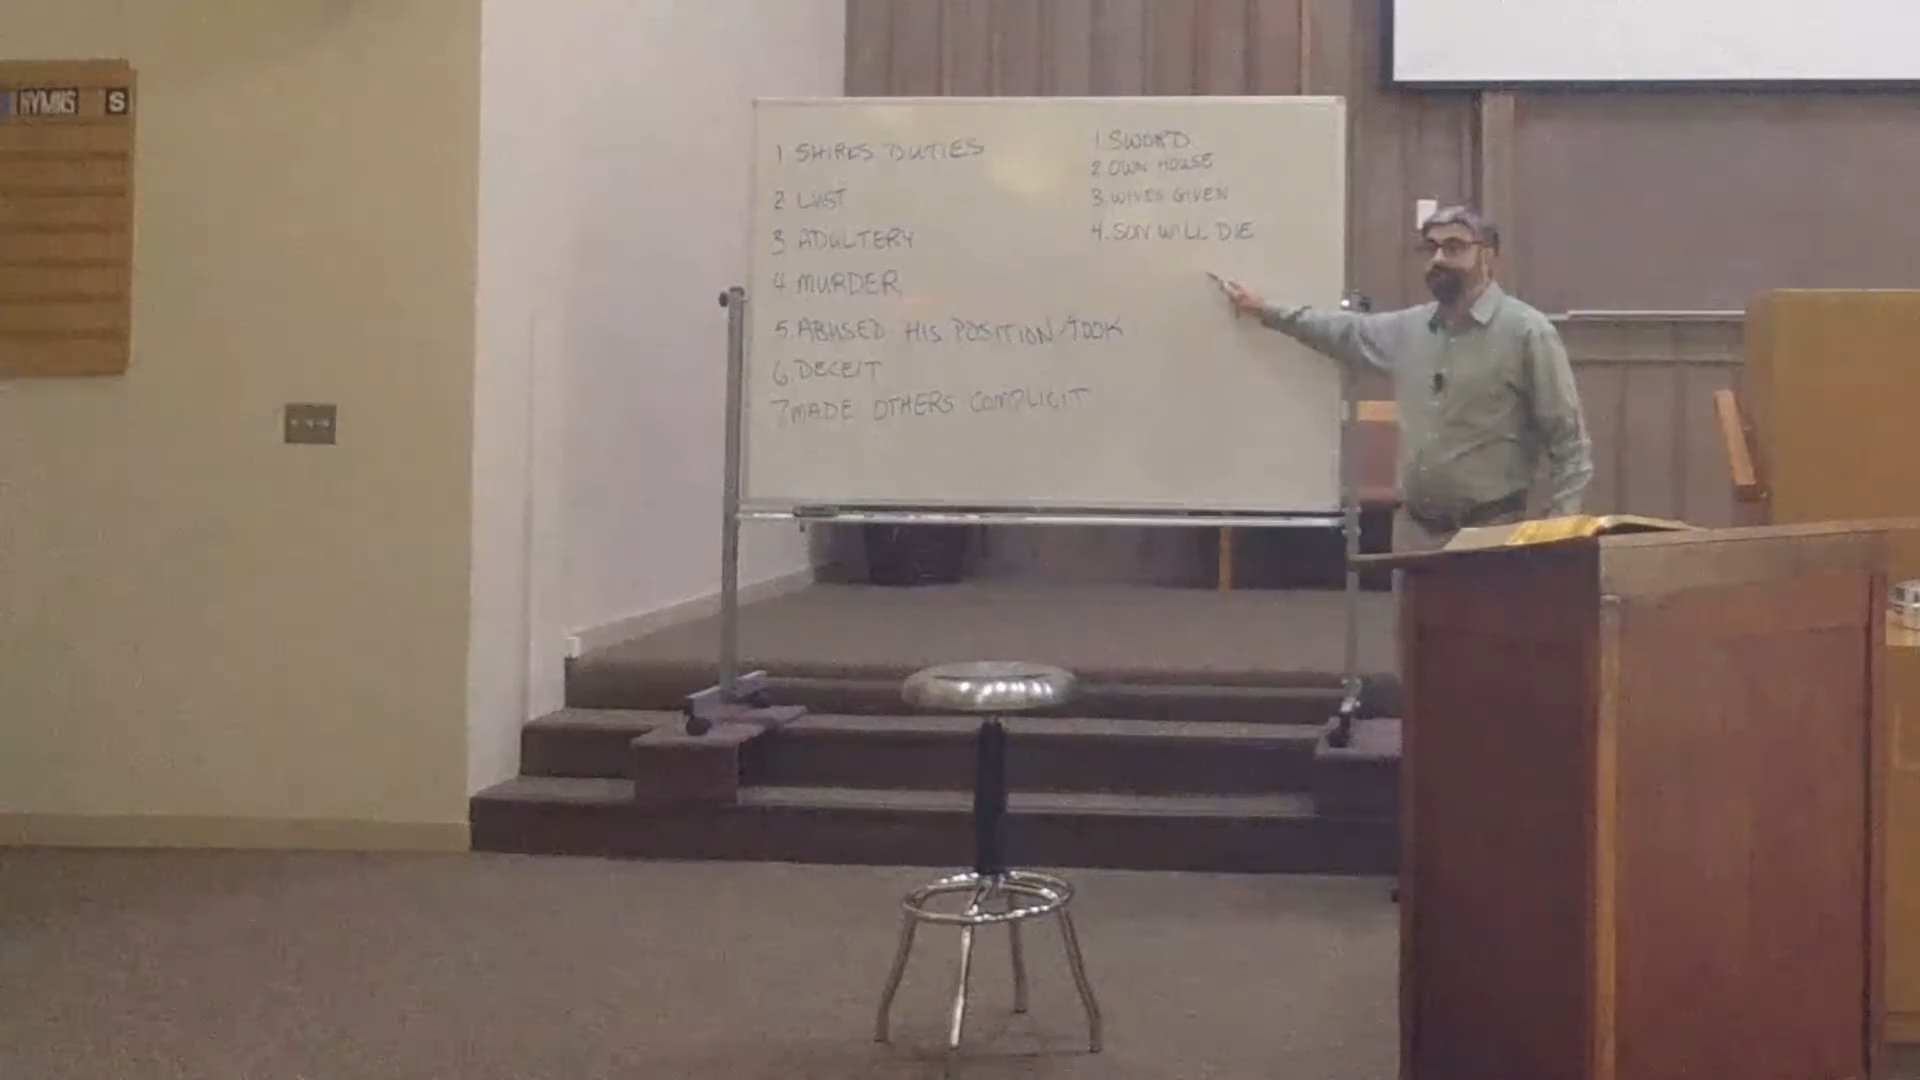 HYMNS S
1 SHIRKS DUTIES
2 LUST
3 ADULTERY
4 MURDER
5. ABUSED HIS POSITION/TOOK
6. DECEIT
7 MADE OTHERS COMPLICIT
1 SWORD
2 OWN HOUSE
3. WIVES GIVEN
4. SON WILL DIE